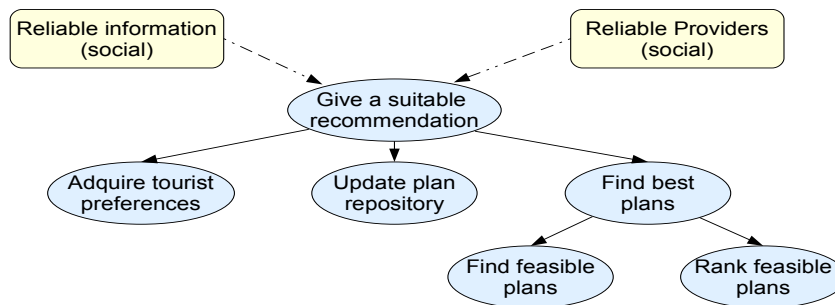 Reliable information
(social)
Reliable Providers
(social)
Give a suitable
recommendation
Adquire tourist
preferences
Update plan
repository
Find best
plans
Find feasible
plans
Rank feasible
plans